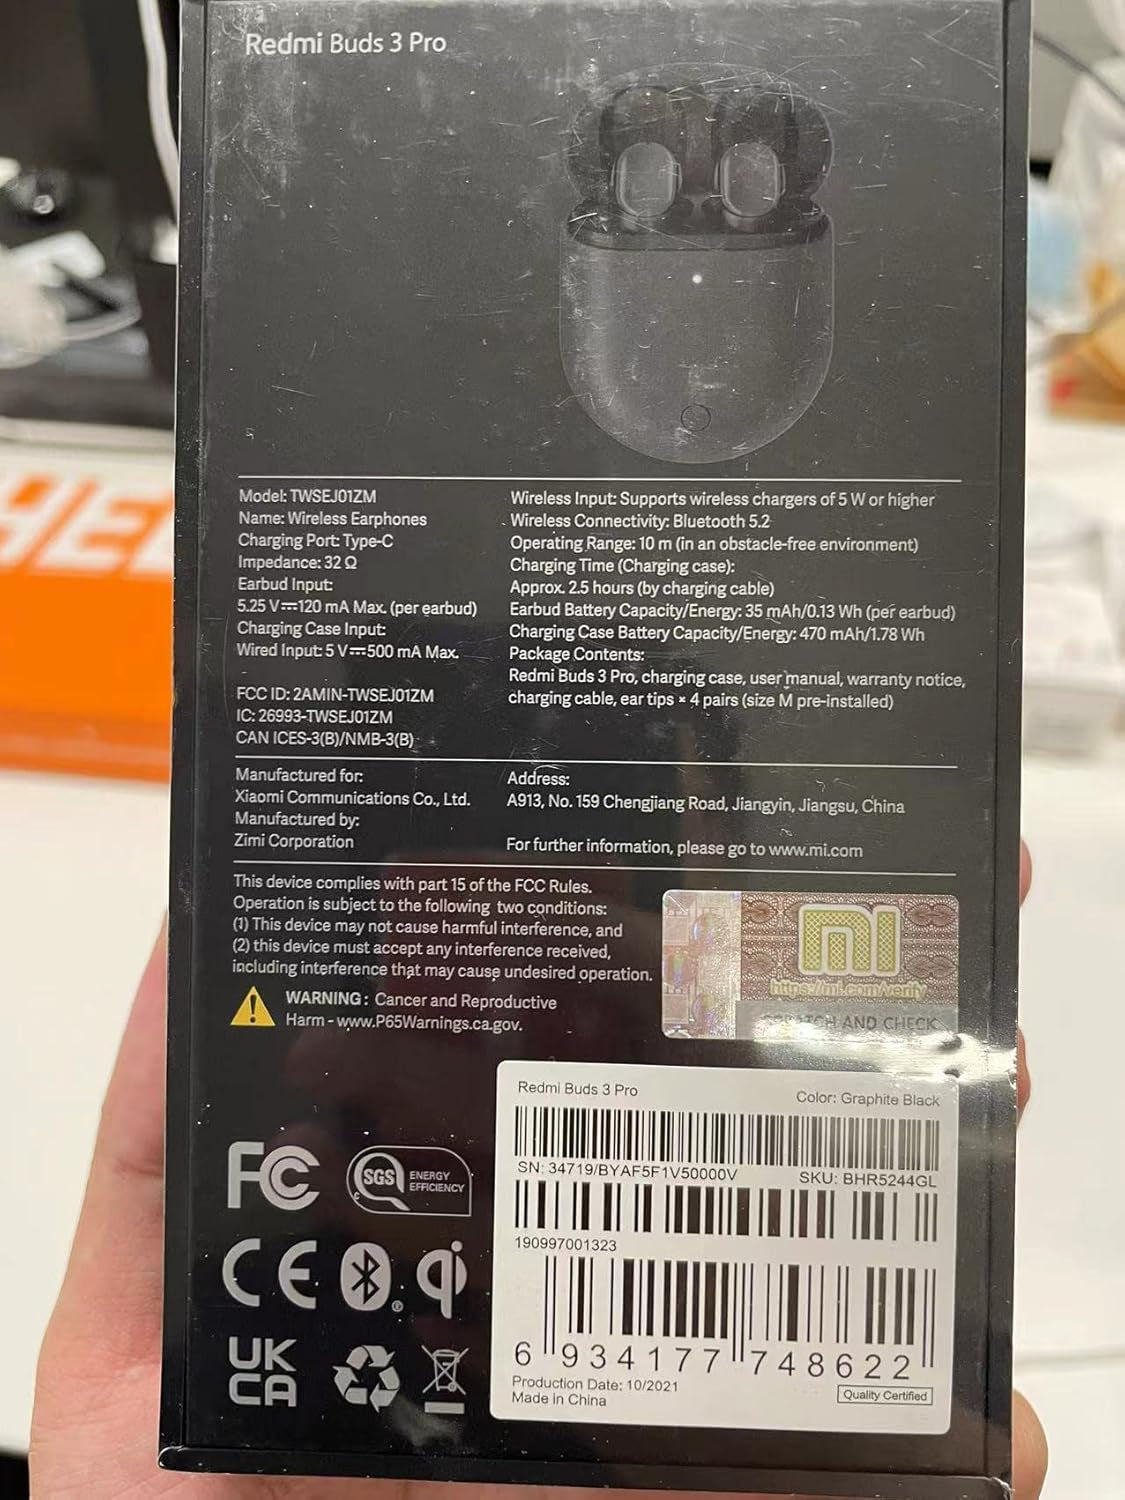 Redmi Buds 3 Pro
Model: TWSEJ01ZM
Name: Wireless Earphones
Charging Port: Type-C
Impedance: 32 Ω
Earbud Input:
5.25 V⎓120 mA Max. (per earbud)
Charging Case Input:
Wired Input: 5 V⎓500 mA Max.
FCC ID: 2AMIN-TWSEJ01ZM
IC: 26993-TWSEJ01ZM
CAN ICES-3(B)/NMB-3(B)
Wireless Input: Supports wireless chargers of 5 W or higher
Wireless Connectivity: Bluetooth 5.2
Operating Range: 10 m (in an obstacle-free environment)
Charging Time (Charging case):
Approx. 2.5 hours (by charging cable)
Earbud Battery Capacity/Energy: 35 mAh/0.13 Wh (per earbud)
Charging Case Battery Capacity/Energy: 470 mAh/1.78 Wh
Package Contents:
Redmi Buds 3 Pro, charging case, user manual, warranty notice,
charging cable, ear tips × 4 pairs (size M pre-installed)
Manufactured for:
Xiaomi Communications Co., Ltd.
Manufactured by:
Zimi Corporation
Address:
A913, No. 159 Chengjiang Road, Jiangyin, Jiangsu, China
For further information, please go to www.mi.com
This device complies with part 15 of the FCC Rules.
Operation is subject to the following two conditions:
(1) This device may not cause harmful interference, and
(2) this device must accept any interference received,
including interference that may cause undesired operation.
WARNING: Cancer and Reproductive
Harm - www.P65Warnings.ca.gov.
mi
https://mi.com/verify
SCRATCH AND CHECK
FC
SGS ENERGY
EFFICIENCY
CE
qi
UK
CA
Redmi Buds 3 Pro
Color: Graphite Black
SN: 34719/BYAF5F1V50000V
SKU: BHR5244GL
190997001323
6 934177 748622
Production Date: 10/2021
Made in China
Quality Certified